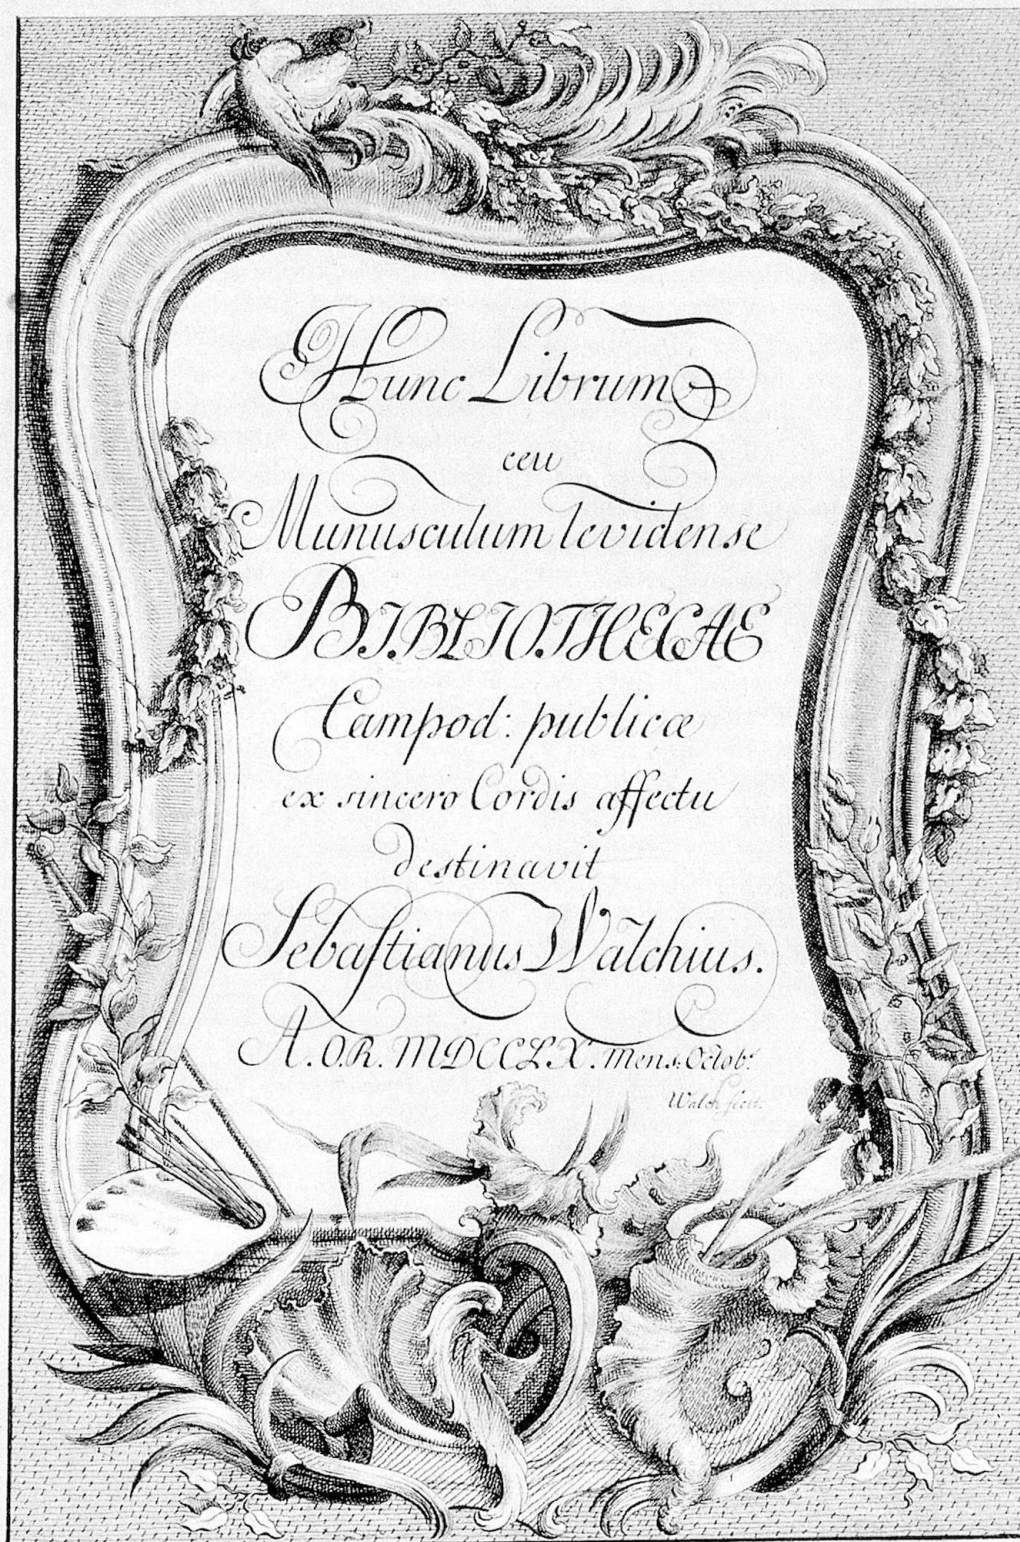 Hunc Librum
ceu
Munusculum levidense
BIBLIOTHECAE
Campod: publicæ
ex sincero Cordis affectu
destinavit
Sebaſtianus Walchius.
A.O.R. MDCCLX. Mens: Octob:
Walch fecit.